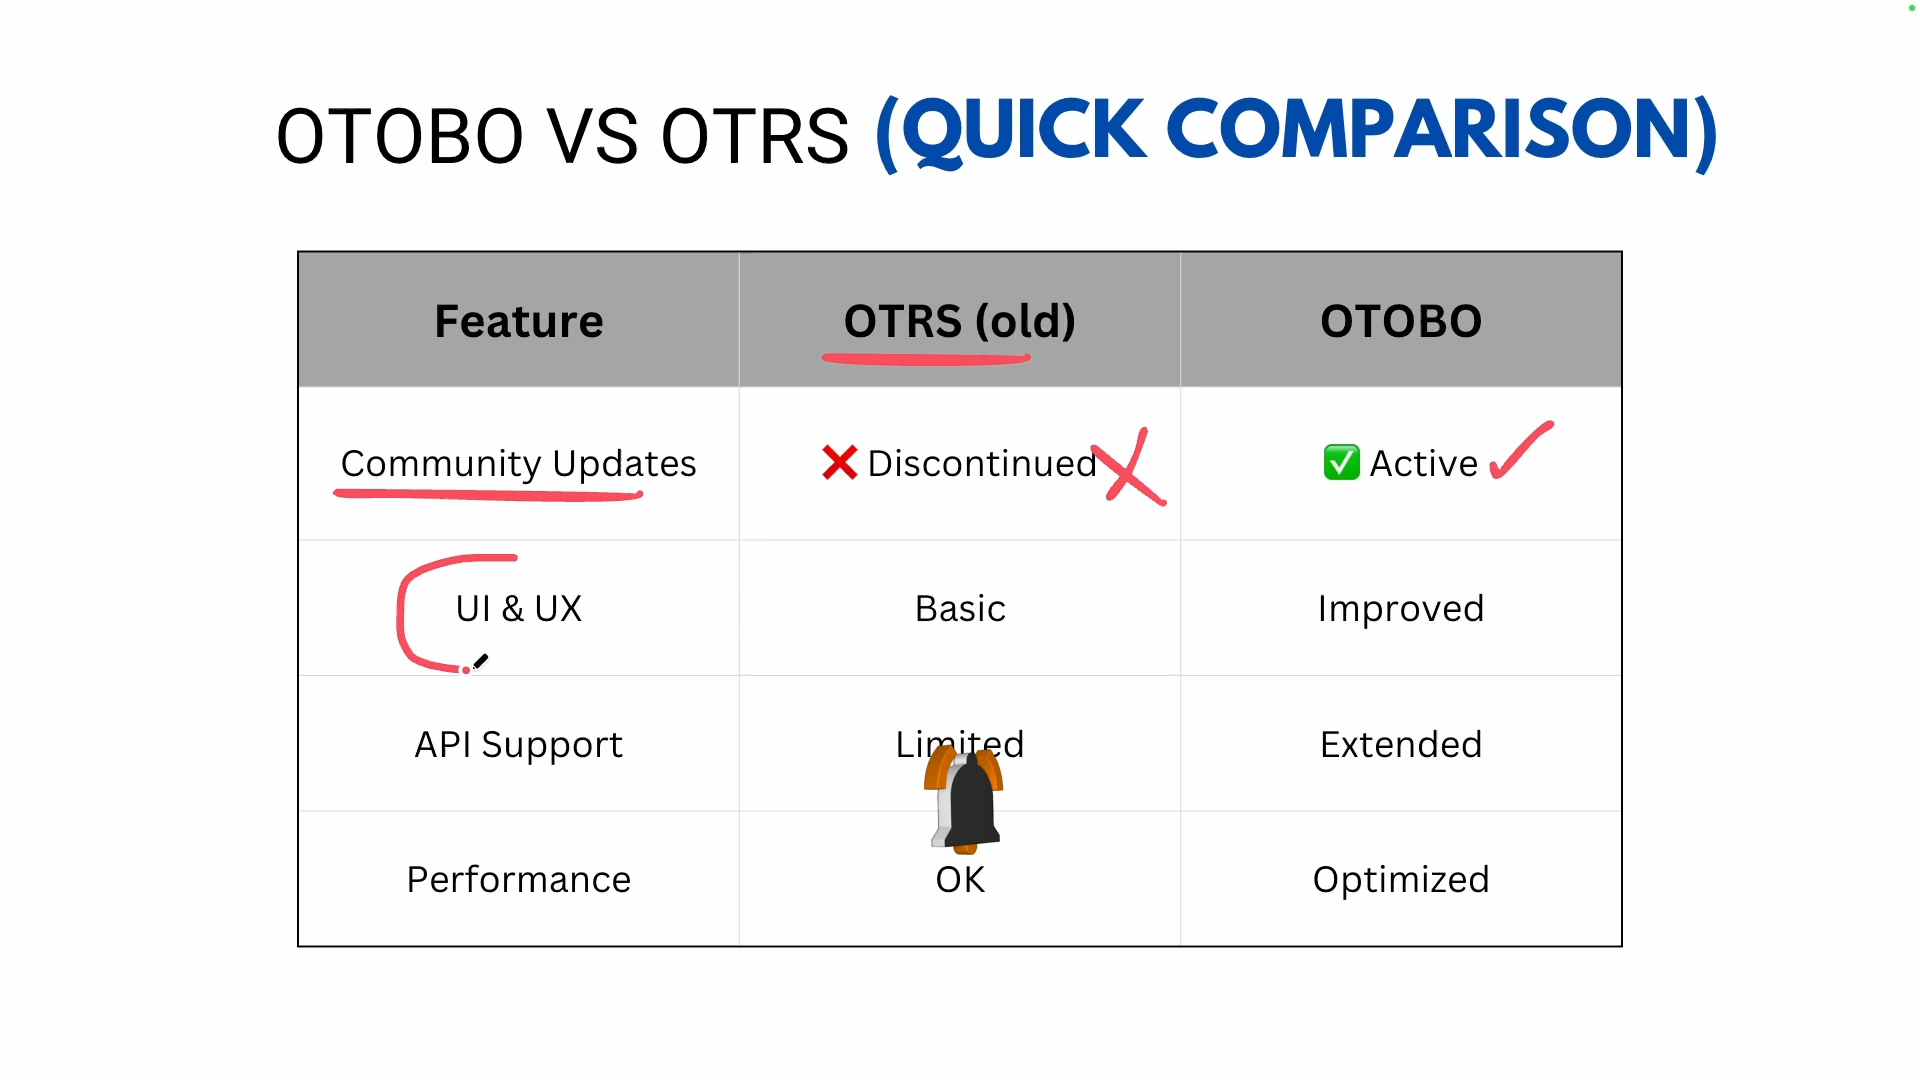 OTOBO VS OTRS (QUICK COMPARISON)
Feature OTRS (old) OTOBO
Community Updates ❌ Discontinued ✅ Active
UI & UX Basic Improved
API Support Limited Extended
Performance OK Optimized